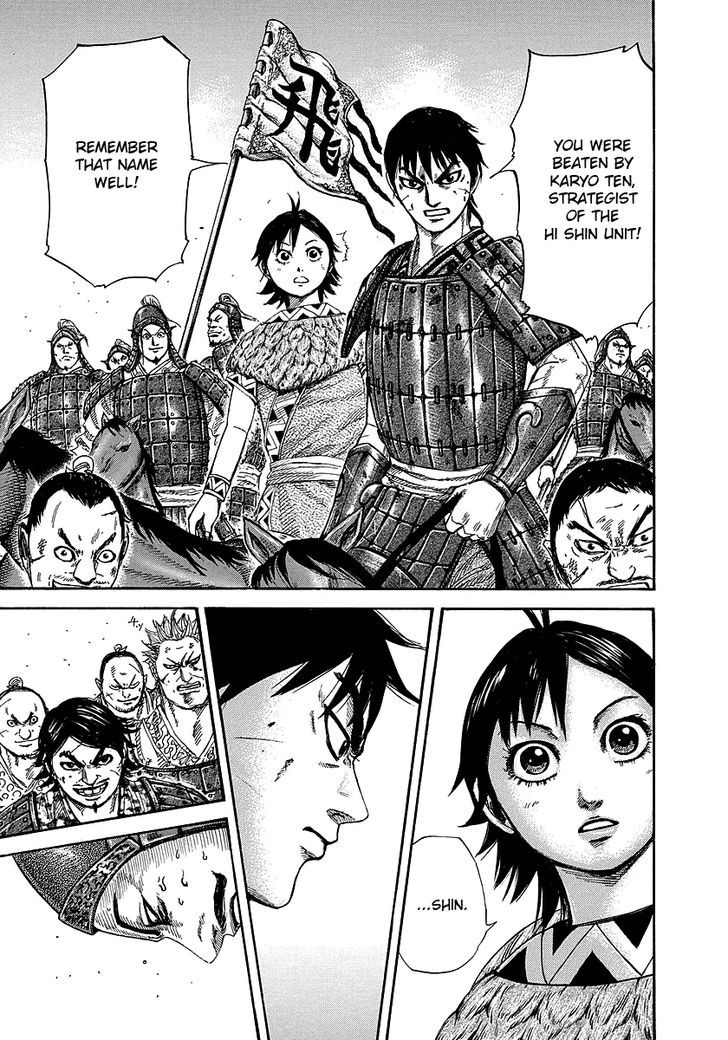 YOU WERE
BEATEN BY
KARYO TEN,
STRATEGIST
OF THE
HI SHIN UNIT!
REMEMBER
THAT NAME
WELL!
飛
...SHIN.